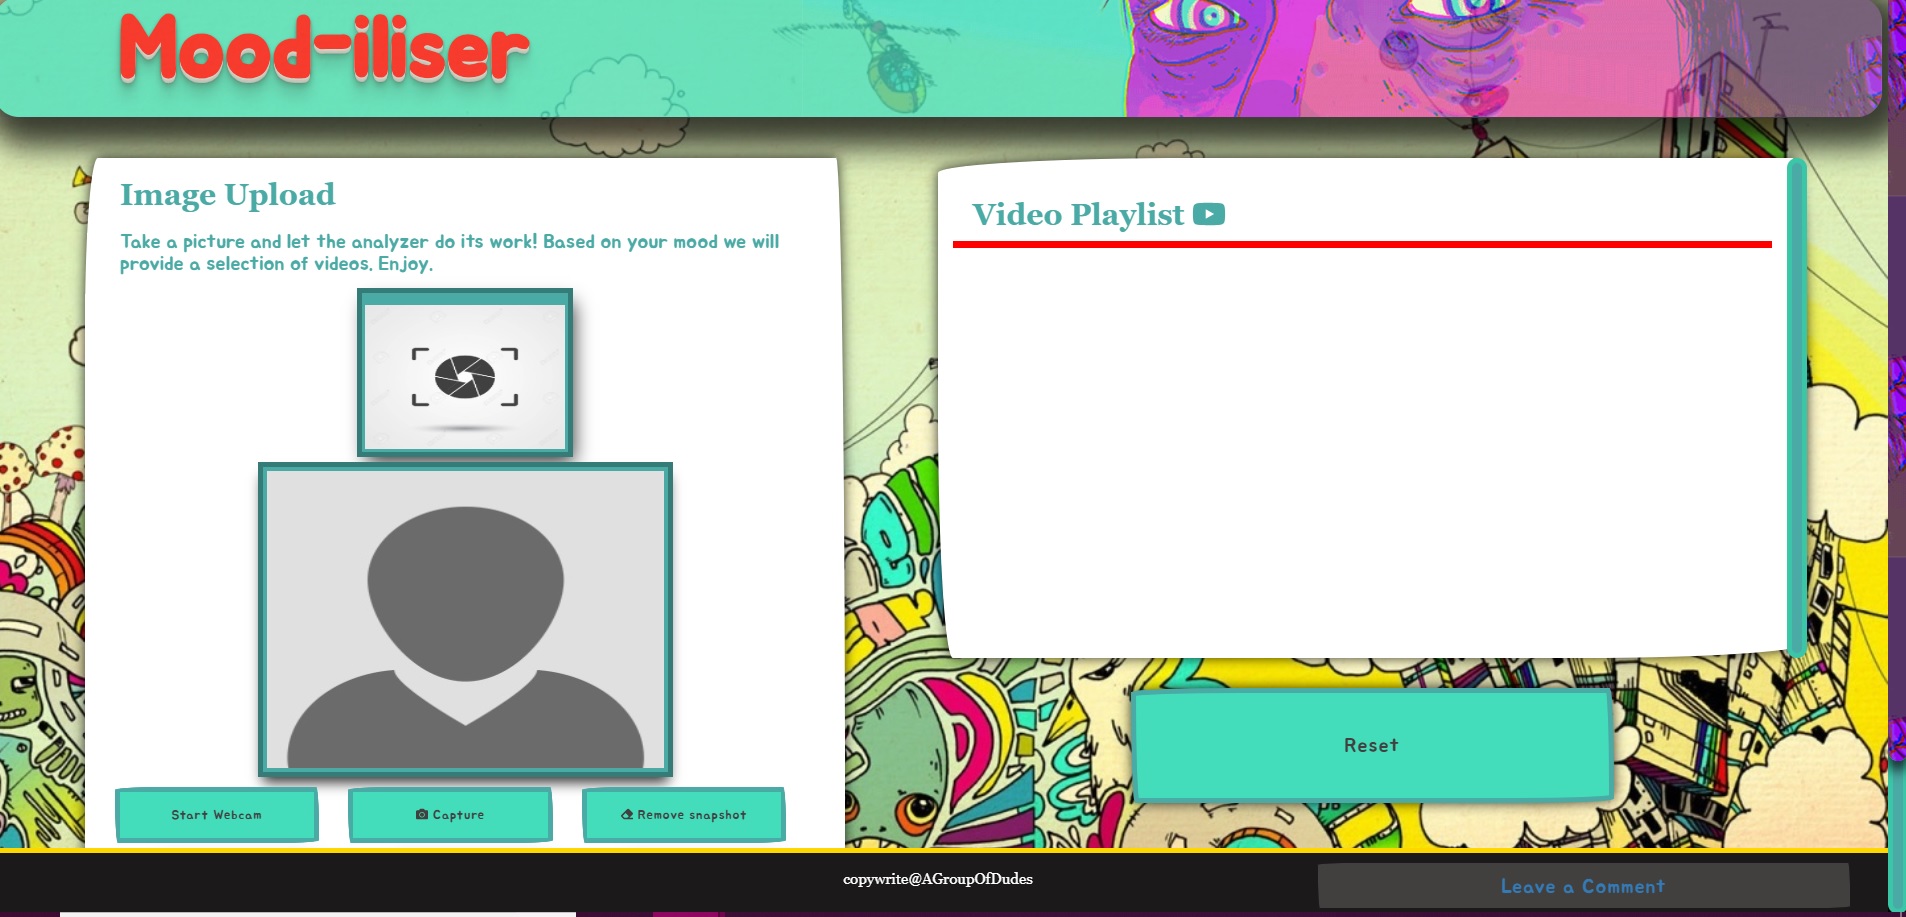 Mood-iliser
Image Upload
Take a picture and let the analyzer do its work! Based on your mood we will
provide a selection of videos. Enjoy.
Start Webcam
Capture
Remove snapshot
Video Playlist
Reset
copywrite@AGroupOfDudes
Leave a Comment